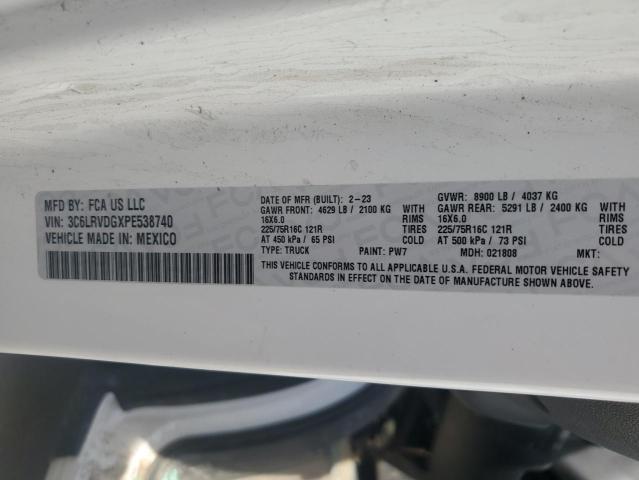 MFD BY: FCA US LLC
VIN: 3C6LRVDGXPE538740
VEHICLE MADE IN: MEXICO
DATE OF MFR (BUILT): 2-23 GVWR: 8900 LB / 4037 KG
GAWR FRONT: 4629 LB / 2100 KG WITH GAWR REAR: 5291 LB / 2400 KG WITH
16X6.0 RIMS 16X6.0 RIMS
225/75R16C 121R TIRES 225/75R16C 121R TIRES
AT 450 kPa / 65 PSI COLD AT 500 kPa / 73 PSI COLD
TYPE: TRUCK PAINT: PW7 MDH: 021808 MKT:
THIS VEHICLE CONFORMS TO ALL APPLICABLE U.S.A. FEDERAL MOTOR VEHICLE SAFETY
STANDARDS IN EFFECT ON THE DATE OF MANUFACTURE SHOWN ABOVE.